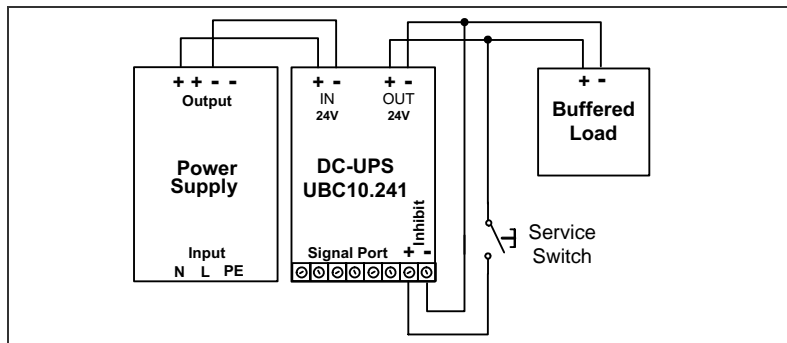 + + - -
Output
Power
Supply
Input
N L PE
+ -
IN
24V
+ -
OUT
24V
DC-UPS
UBC10.241
Inhibit
Signal Port + -
+ -
Buffered
Load
Service
Switch